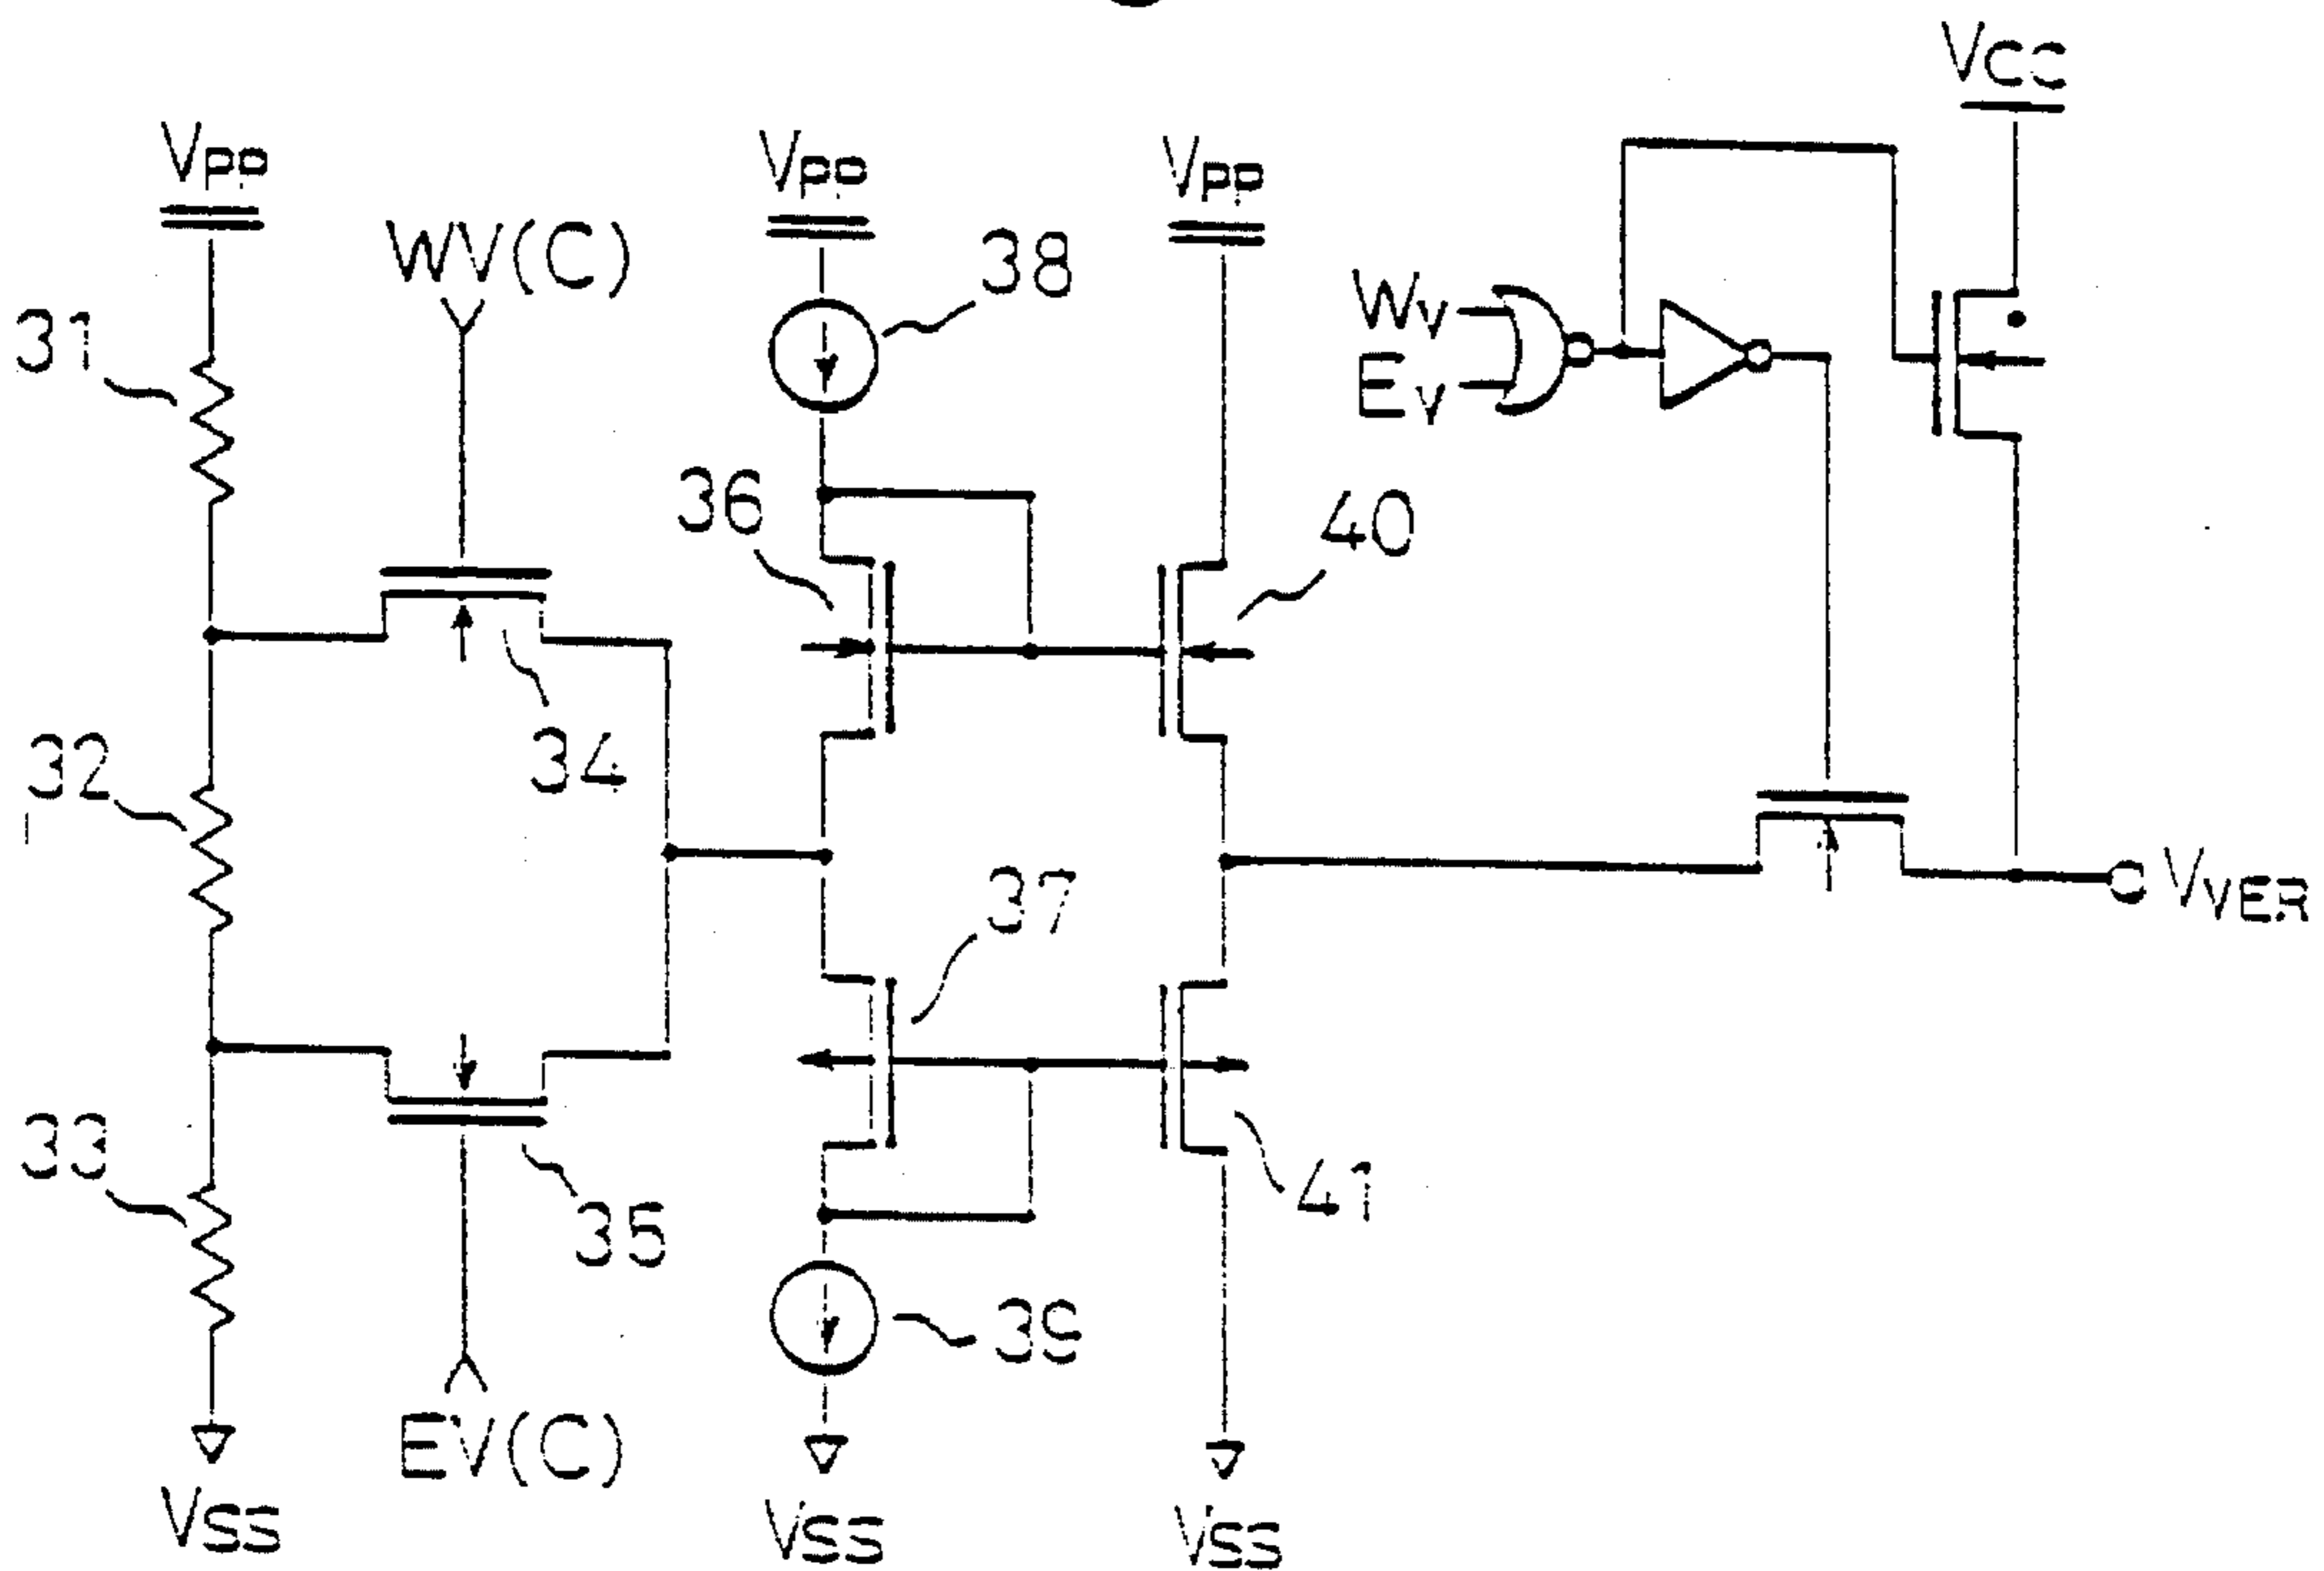 VCC
VPP
VPP
VPP
WV(C)
38
31
WV
EV
36
40
34
32
37
VVER
33
35
41
39
EV(C)
VSS
VSS
VSS